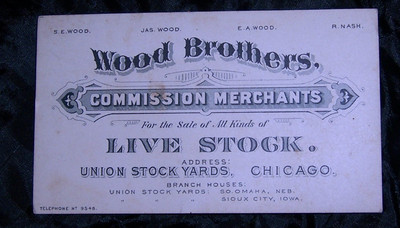 S.E. WOOD. JAS. WOOD. E.A. WOOD. R. NASH.
Wood Brothers,
COMMISSION MERCHANTS
For the Sale of All Kinds of
LIVE STOCK.
ADDRESS:
UNION STOCK YARDS, CHICAGO.
BRANCH HOUSES:
UNION STOCK YARDS: SO. OMAHA, NEB.
" " " SIOUX CITY, IOWA.
TELEPHONE Nº 9548.